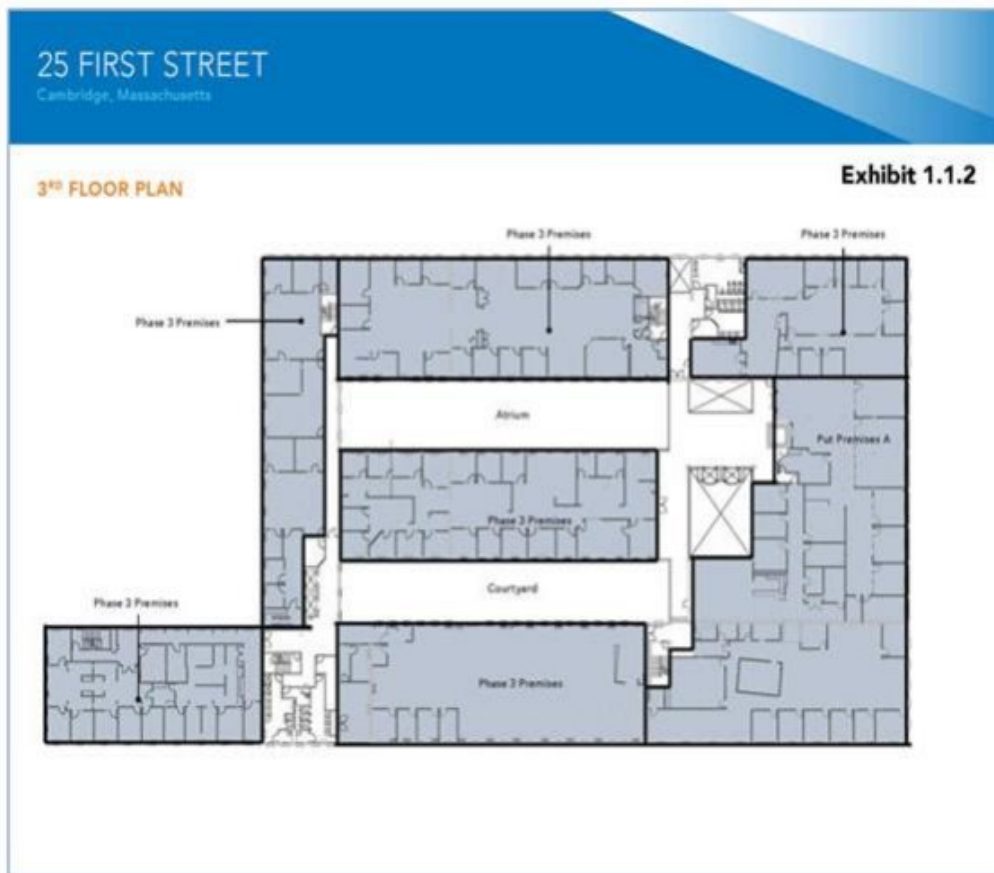 25 FIRST STREET
Cambridge, Massachusetts
Exhibit 1.1.2
3RD FLOOR PLAN
Phase 3 Premises
Phase 3 Premises
Phase 3 Premises
Atrium
Put Premises A
Phase 3 Premises
Courtyard
Phase 3 Premises
Phase 3 Premises